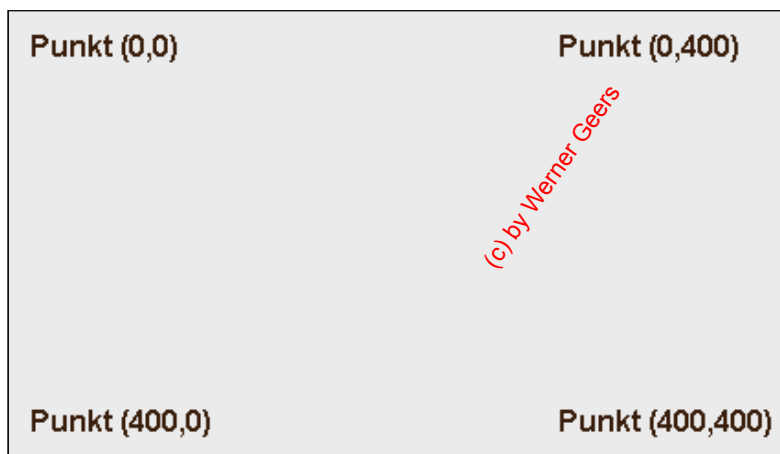 Punkt (0,0)
Punkt (0,400)
(c) by Werner Geers
Punkt (400,0)
Punkt (400,400)